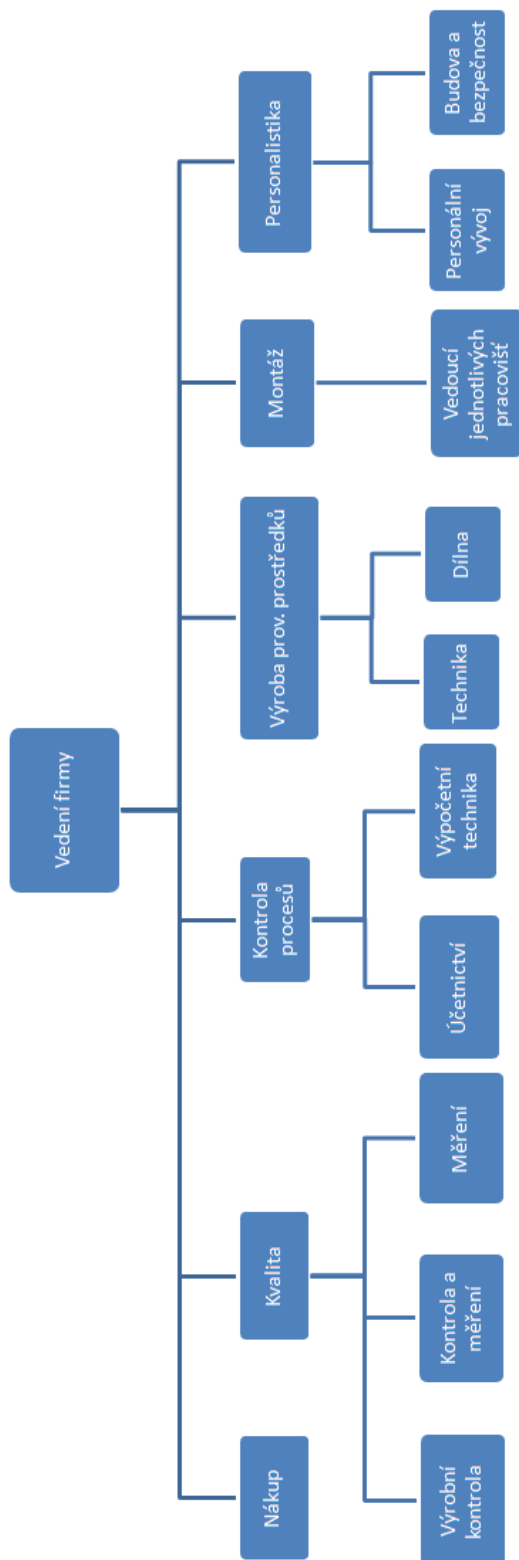 Vedení firmy
Nákup
Kvalita
Kontrola
procesů
Výroba prov. prostředků
Montáž
Personalistika
Výrobní
kontrola
Kontrola a
měření
Měření
Účetnictví
Výpočetní
technika
Technika
Dílna
Vedoucí
jednotlivých
pracovišť
Personální
vývoj
Budova a
bezpečnost